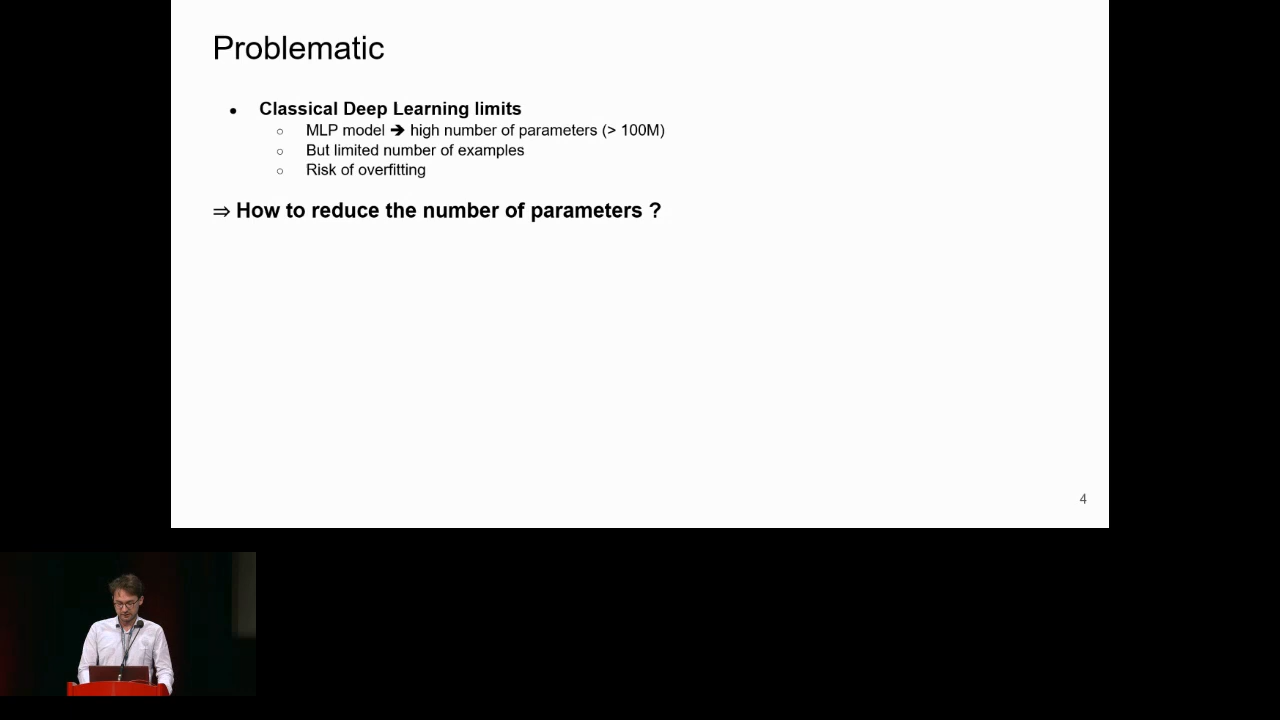 Problematic
● Classical Deep Learning limits
○ MLP model 🡺 high number of parameters (> 100M)
○ But limited number of examples
○ Risk of overfitting
⇒ How to reduce the number of parameters ?
4